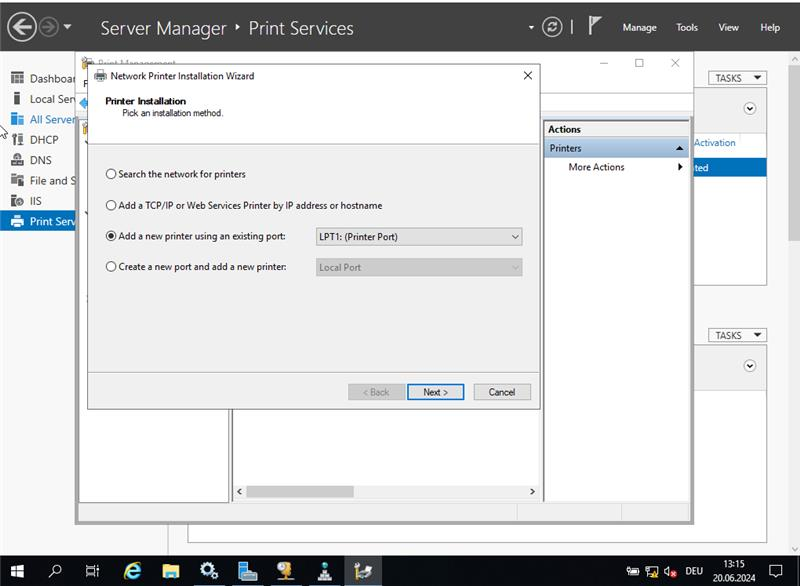 Server Manager ‣ Print Services
Manage
Tools
View
Help
Print Management
Network Printer Installation Wizard
Printer Installation
Pick an installation method.
Search the network for printers
Add a TCP/IP or Web Services Printer by IP address or hostname
Add a new printer using an existing port:
LPT1: (Printer Port)
Create a new port and add a new printer:
Local Port
< Back
Next >
Cancel
Dashboar
Local Serv
All Server
DHCP
DNS
File and S
IIS
Print Serv
F
Actions
Printers
More Actions
TASKS
Activation
ted
TASKS
DEU
13:15
20.06.2024